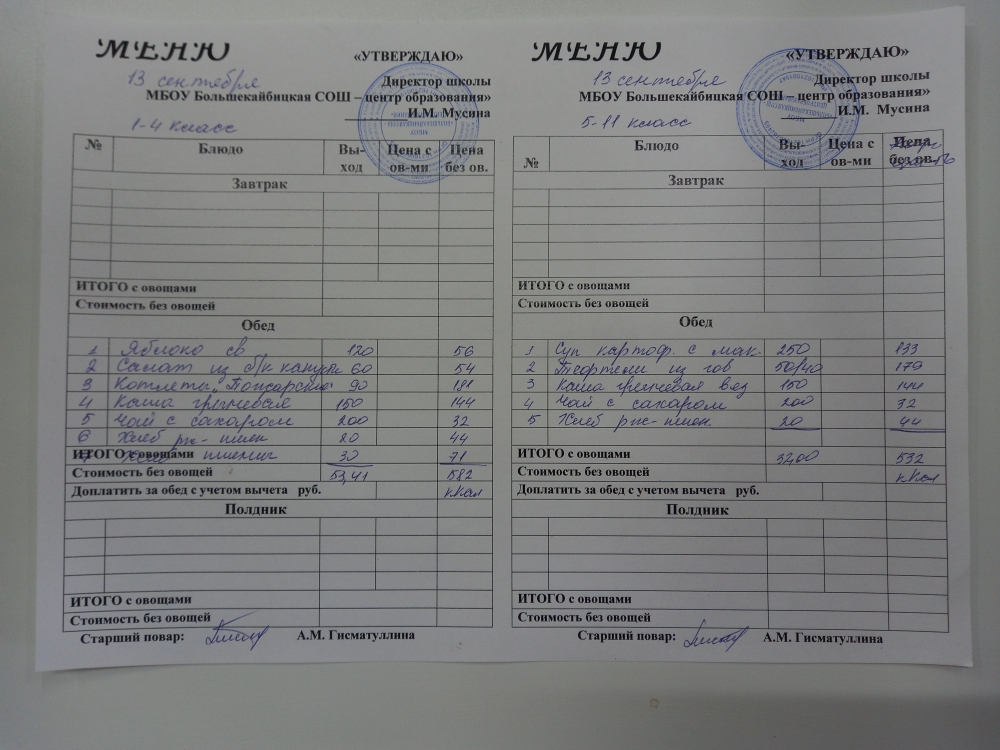 МЕНЮ
«УТВЕРЖДАЮ»
13 сентября
Директор школы
МБОУ Большекайбицкая СОШ – центр образования»
И.М. Мусина
1-4 класс
№ Блюдо Вы-ход Цена с ов-ми Цена без ов.
Завтрак
ИТОГО с овощами
Стоимость без овощей
Обед
1 Яблоко св 120 56
2 Салат из б/к капусты 60 54
3 Котлета, Пожарская 90 181
4 Каша гречневая 150 144
5 Чай с сахаром 200 32
6 Хлеб рж- пшен 20 44
ИТОГО с овощами пшенич 30 71
Стоимость без овощей 53,41 582
Доплатить за обед с учетом вычета руб. кКал
Полдник
ИТОГО с овощами
Стоимость без овощей
Старший повар: А.М. Гисматуллина
МЕНЮ
«УТВЕРЖДАЮ»
13 сентября
Директор школы
МБОУ Большекайбицкая СОШ – центр образования»
И.М. Мусина
5-11 класс
№ Блюдо Вы-ход Цена с ов-ми Цена без ов.
Завтрак
ИТОГО с овощами
Стоимость без овощей
Обед
1 Суп картоф. с мак. 250 133
2 Тефтели из гов 50/40 179
3 Каша гречневая вяз 150 144
4 Чай с сахаром 200 32
5 Хлеб рж- пшен 20 44
ИТОГО с овощами 3200 532
Стоимость без овощей кКал
Доплатить за обед с учетом вычета руб.
Полдник
ИТОГО с овощами
Стоимость без овощей
Старший повар: А.М. Гисматуллина